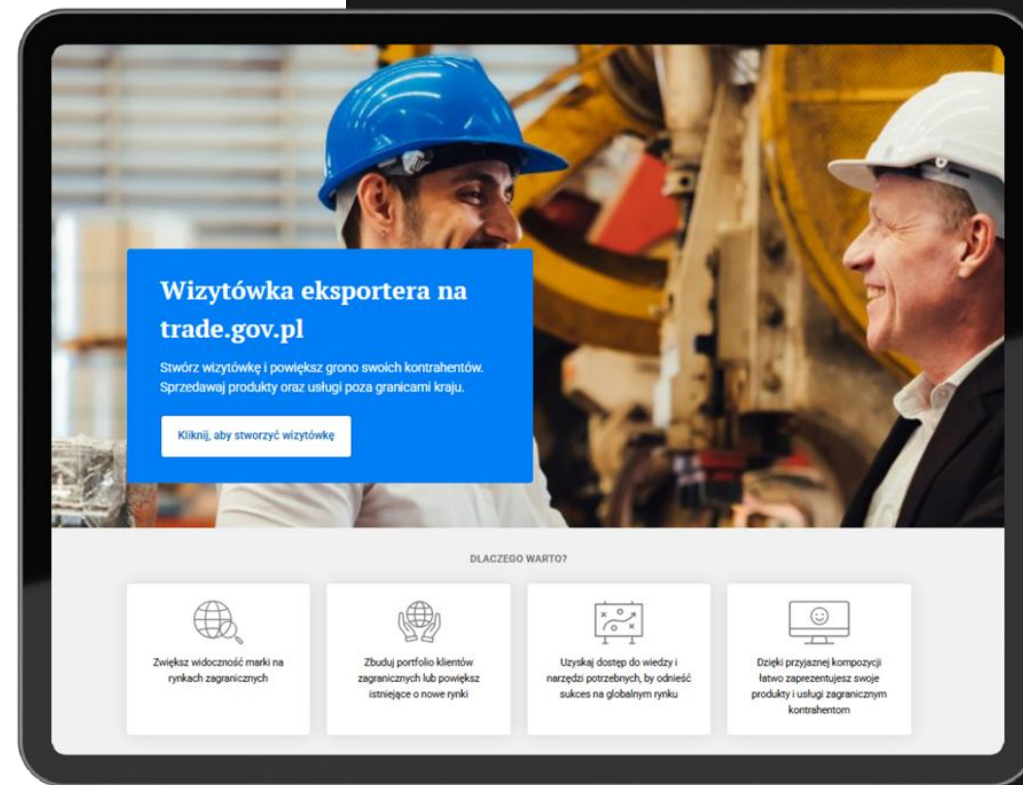 Wizytówka eksportera na
trade.gov.pl
Stwórz wizytówkę i powiększ grono swoich kontrahentów.
Sprzedawaj produkty oraz usługi poza granicami kraju.
Kliknij, aby stworzyć wizytówkę
DLACZEGO WARTO?
Zwiększ widoczność marki na
rynkach zagranicznych
Zbuduj portfolio klientów
zagranicznych lub powiększ
istniejące o nowe rynki
Uzyskaj dostęp do wiedzy i
narzędzi potrzebnych, by odnieść
sukces na globalnym rynku
Dzięki przyjaznej kompozycji
łatwo zaprezentujesz swoje
produkty i usługi zagranicznym
kontrahentom